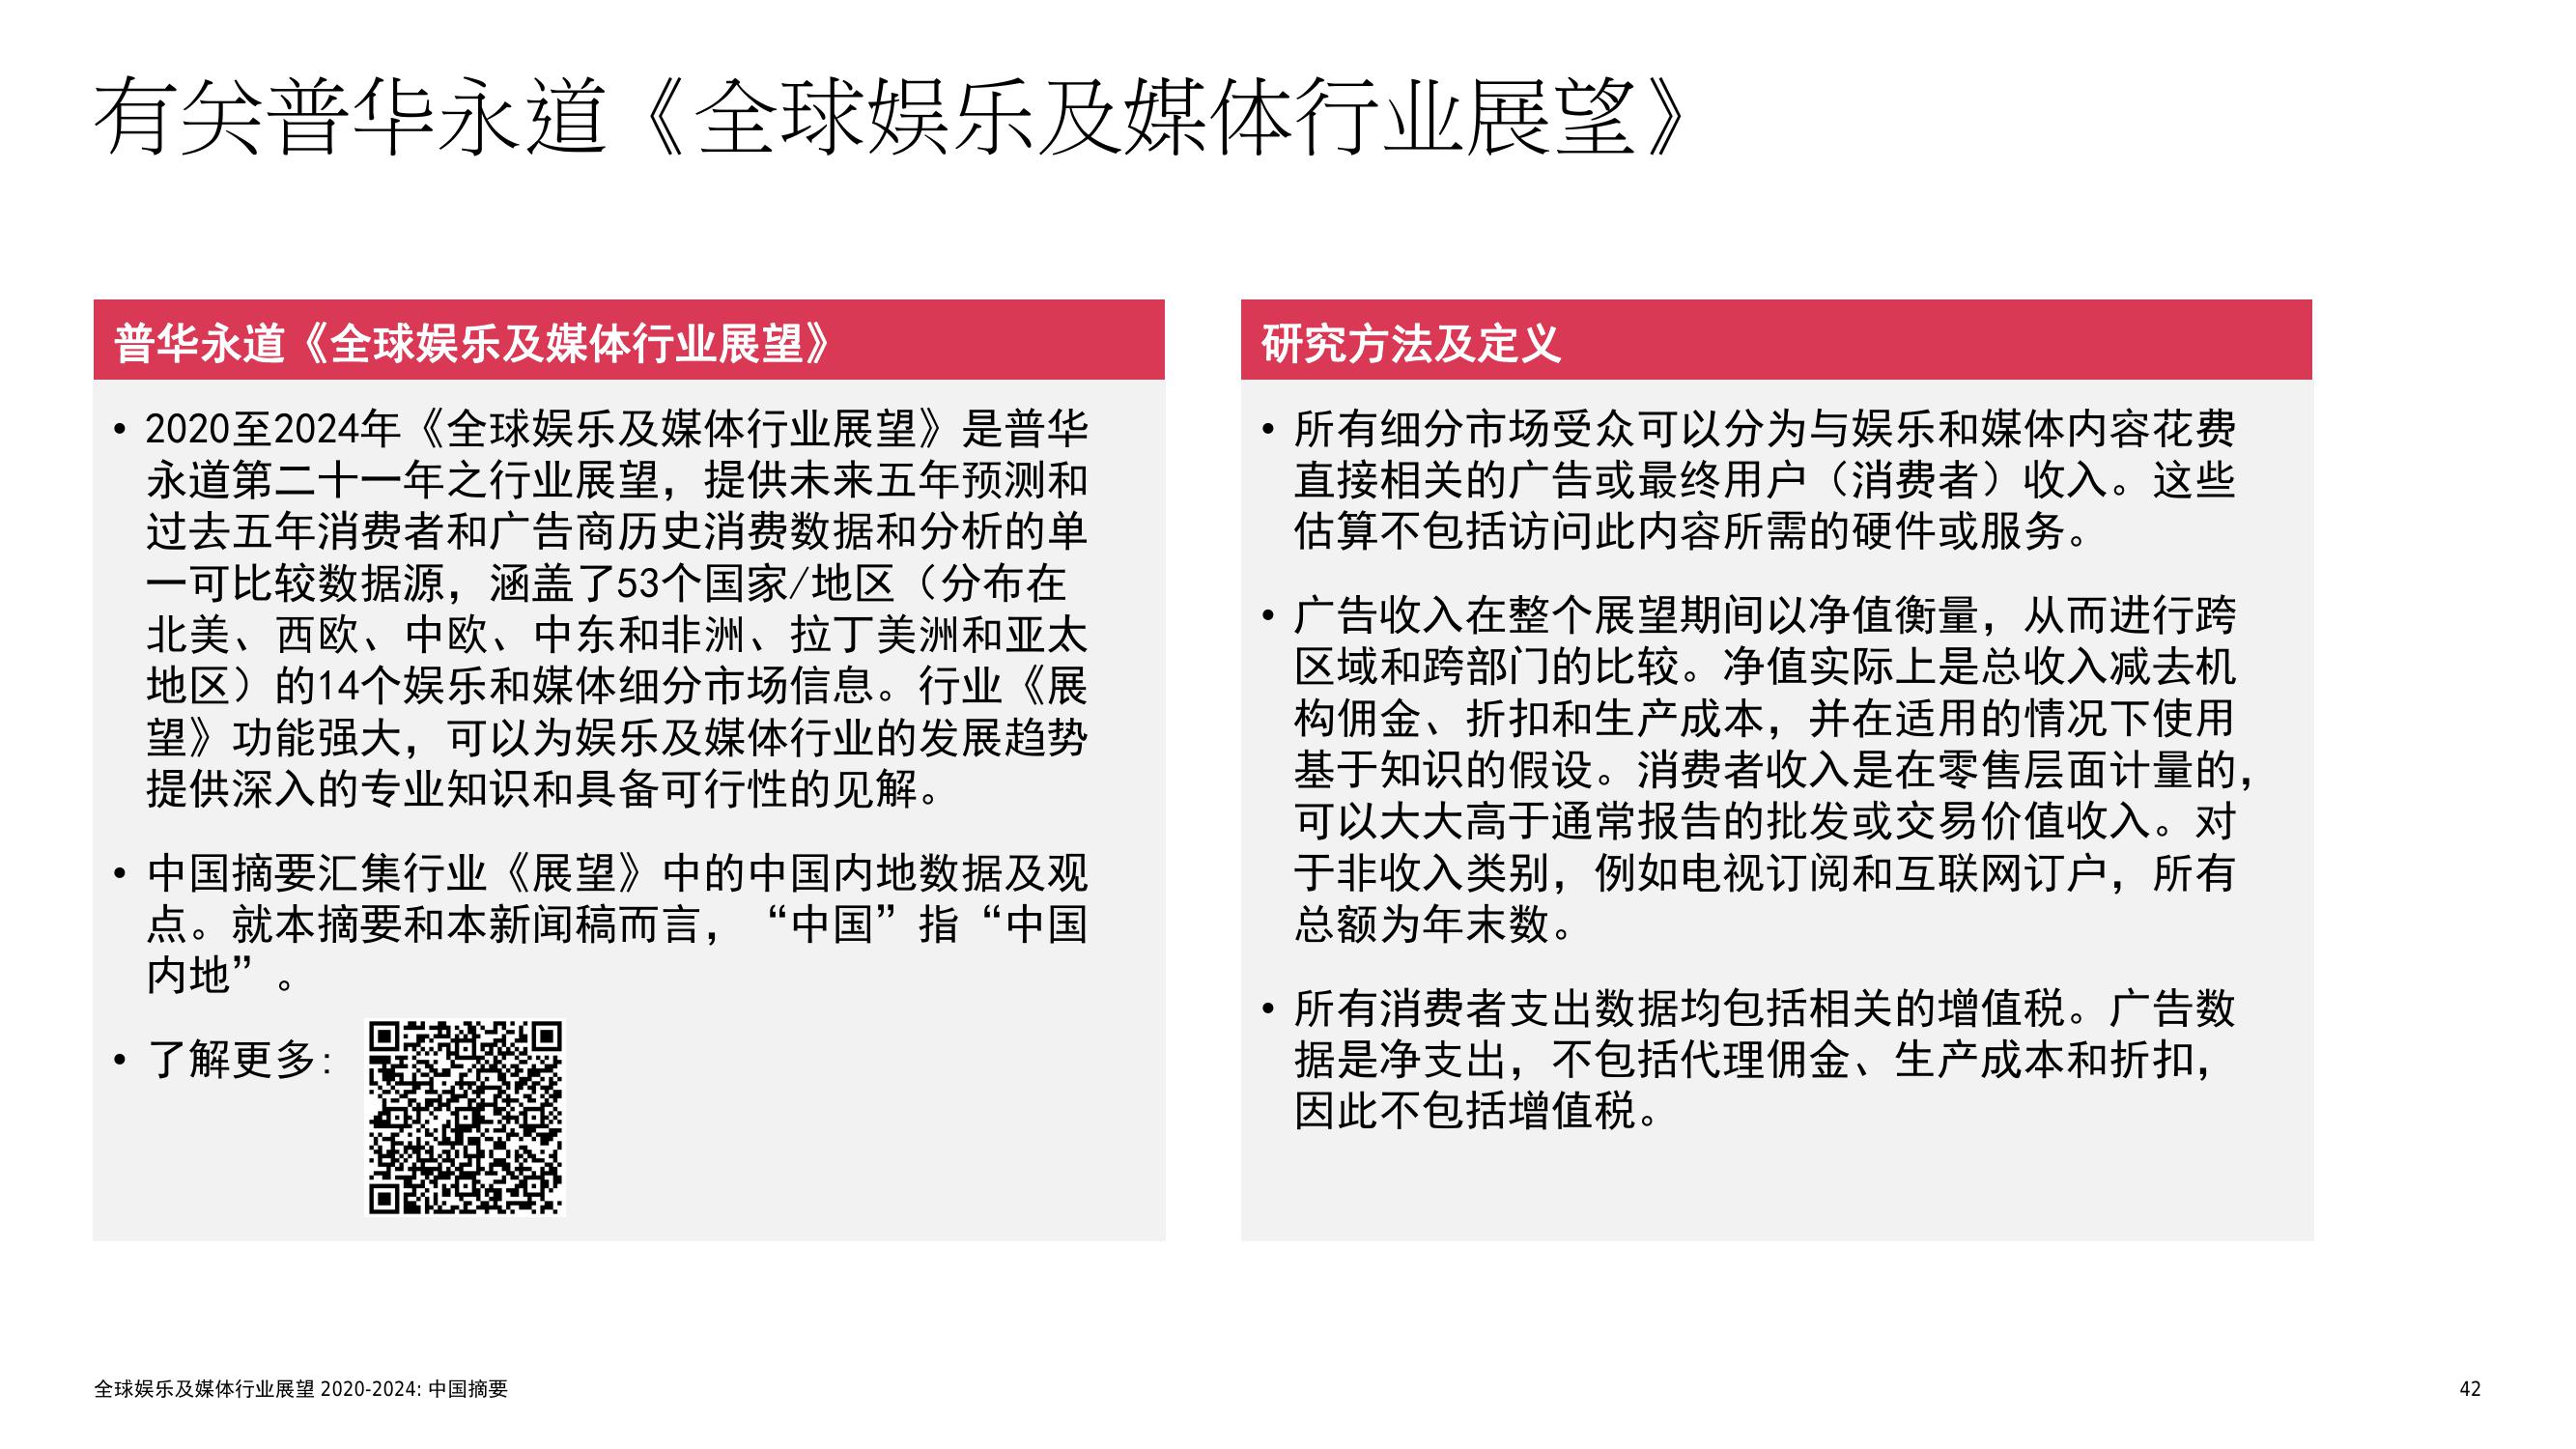 有关普华永道《全球娱乐及媒体行业展望》
普华永道《全球娱乐及媒体行业展望》
• 2020至2024年《全球娱乐及媒体行业展望》是普华
永道第二十一年之行业展望，提供未来五年预测和
过去五年消费者和广告商历史消费数据和分析的单
一可比较数据源，涵盖了53个国家/地区（分布在
北美、西欧、中欧、中东和非洲、拉丁美洲和亚太
地区）的14个娱乐和媒体细分市场信息。行业《展
望》功能强大，可以为娱乐及媒体行业的发展趋势
提供深入的专业知识和具备可行性的见解。
• 中国摘要汇集行业《展望》中的中国内地数据及观
点。就本摘要和本新闻稿而言，“中国”指“中国
内地”。
• 了解更多：
研究方法及定义
• 所有细分市场受众可以分为与娱乐和媒体内容花费
直接相关的广告或最终用户（消费者）收入。这些
估算不包括访问此内容所需的硬件或服务。
• 广告收入在整个展望期间以净值衡量，从而进行跨
区域和跨部门的比较。净值实际上是总收入减去机
构佣金、折扣和生产成本，并在适用的情况下使用
基于知识的假设。消费者收入是在零售层面计量的，
可以大大高于通常报告的批发或交易价值收入。对
于非收入类别，例如电视订阅和互联网订户，所有
总额为年末数。
• 所有消费者支出数据均包括相关的增值税。广告数
据是净支出，不包括代理佣金、生产成本和折扣，
因此不包括增值税。
全球娱乐及媒体行业展望 2020-2024: 中国摘要
42